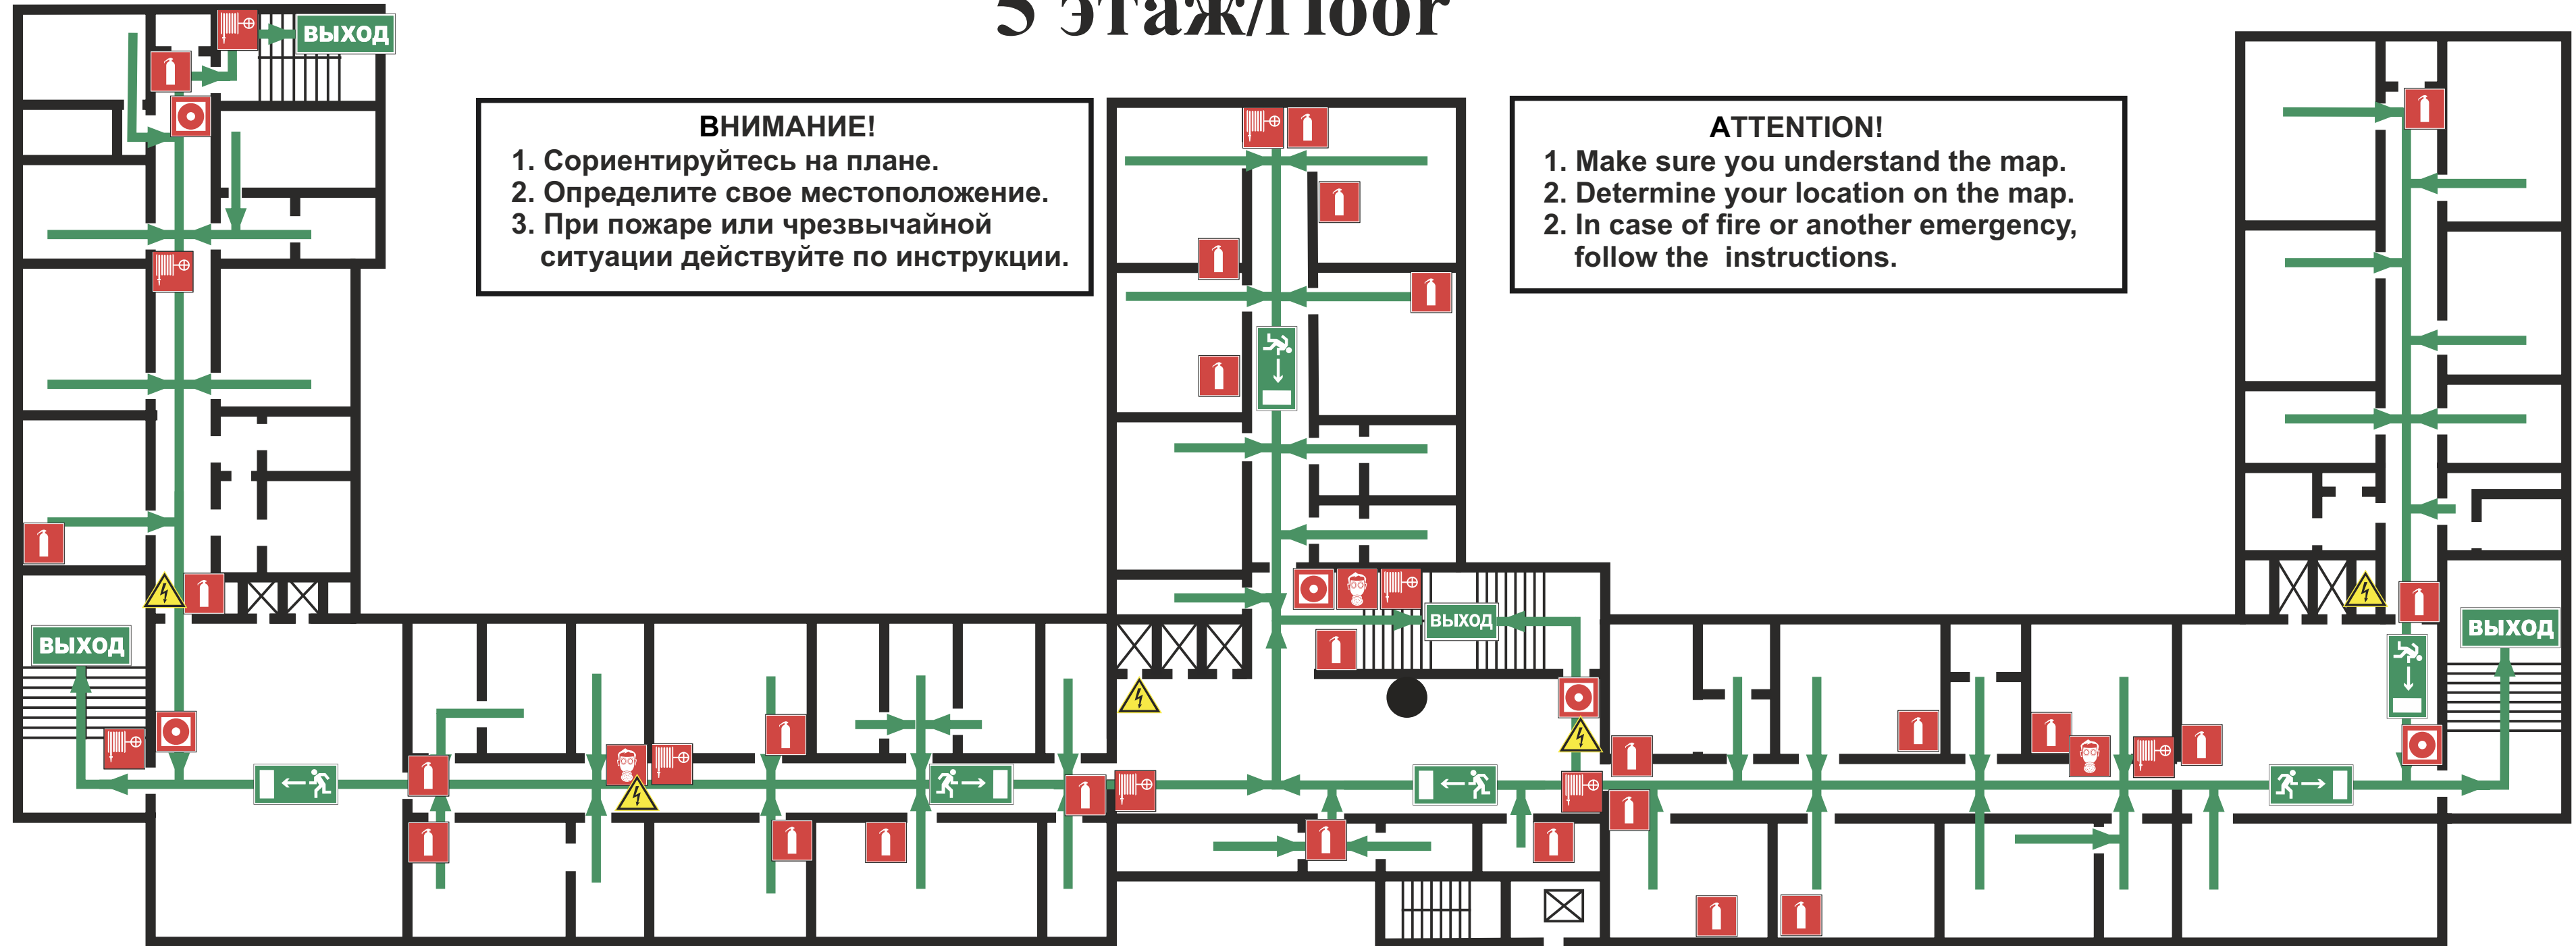 5 этаж/Floor
ВЫХОД
ВНИМАНИЕ!
1. Сориентируйтесь на плане.
2. Определите свое местоположение.
3. При пожаре или чрезвычайной
ситуации действуйте по инструкции.
ATTENTION!
1. Make sure you understand the map.
2. Determine your location on the map.
2. In case of fire or another emergency,
follow the instructions.
ВЫХОД
ВЫХОД
ВЫХОД